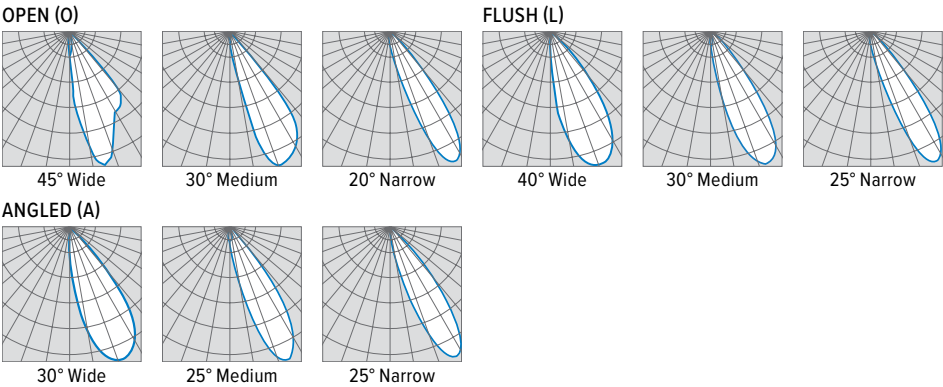 OPEN (O)
45° Wide
30° Medium
20° Narrow
FLUSH (L)
40° Wide
30° Medium
25° Narrow
ANGLED (A)
30° Wide
25° Medium
25° Narrow